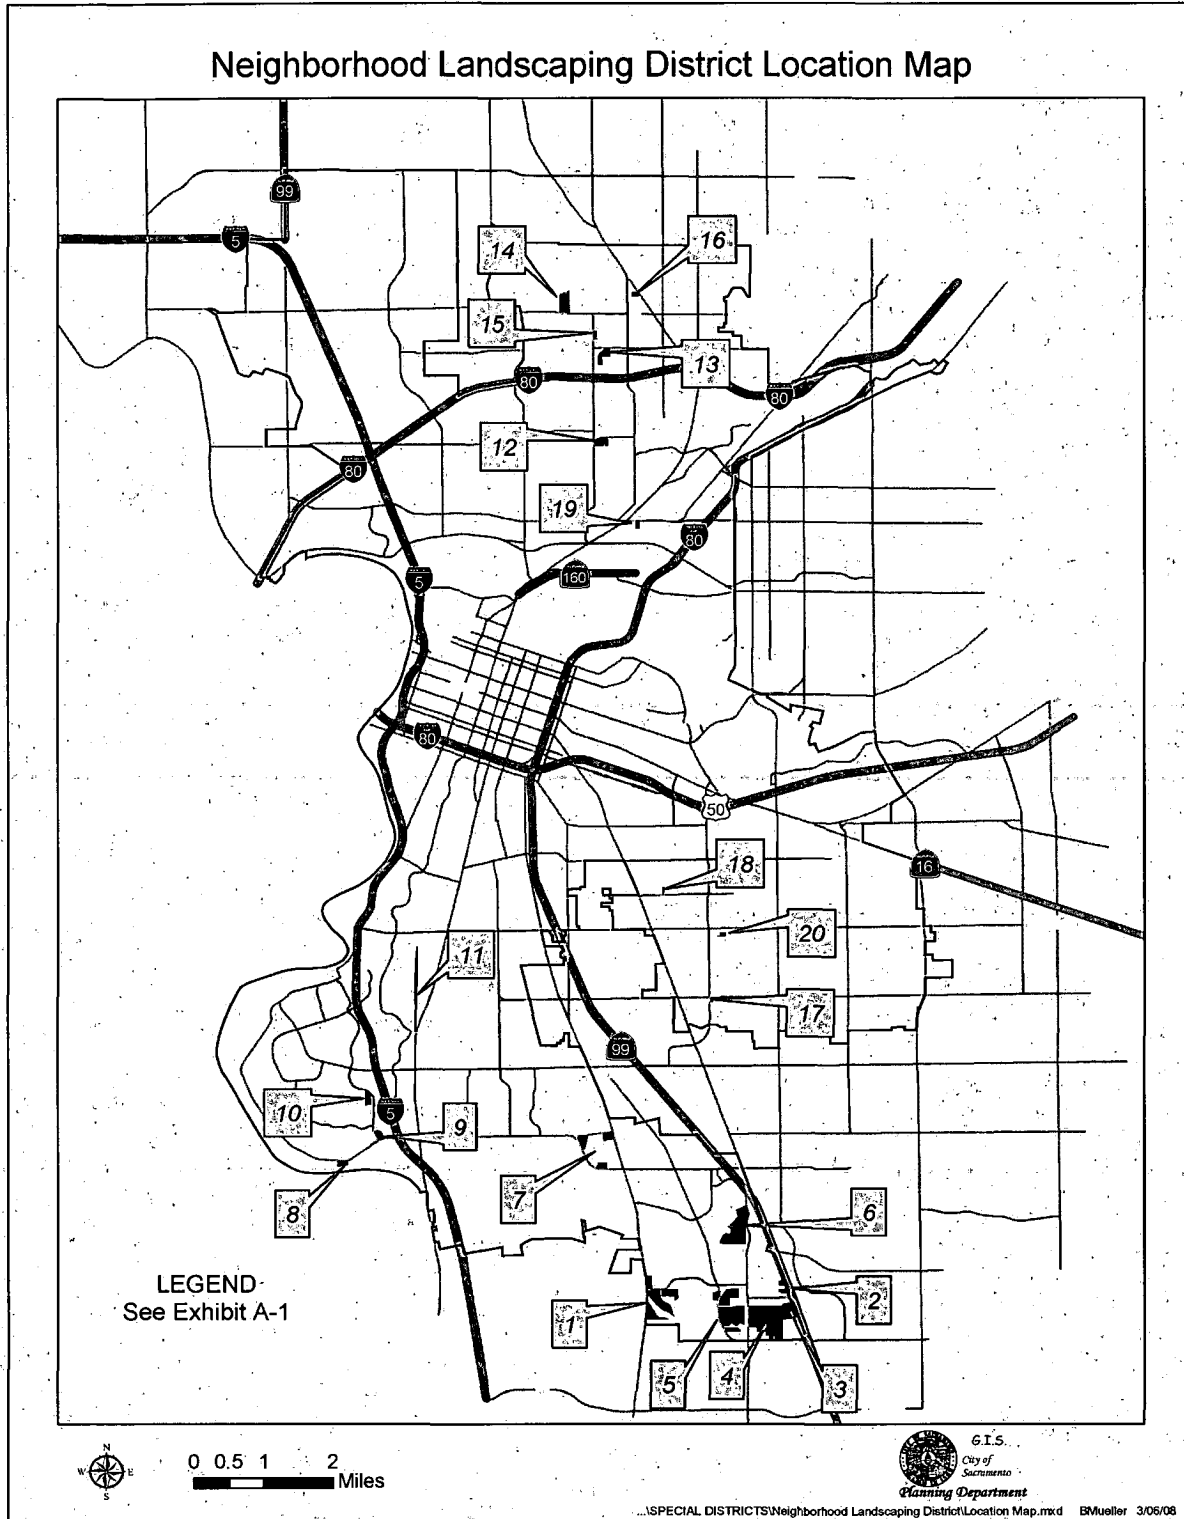 Neighborhood Landscaping District Location Map
99
5
16
14
15
13
80
80
12
80
19
80
160
5
80
50
18
16
20
11
17
99
10
5
9
7
6
8
LEGEND
See Exhibit A-1
2
1
5
4
3
N
W E
S
0 0.5 1 2
Miles
G.I.S.
City of
Sacramento
Planning Department
...\SPECIAL DISTRICTS\Neighborhood Landscaping District\Location Map.mxd BMueller 3/06/08